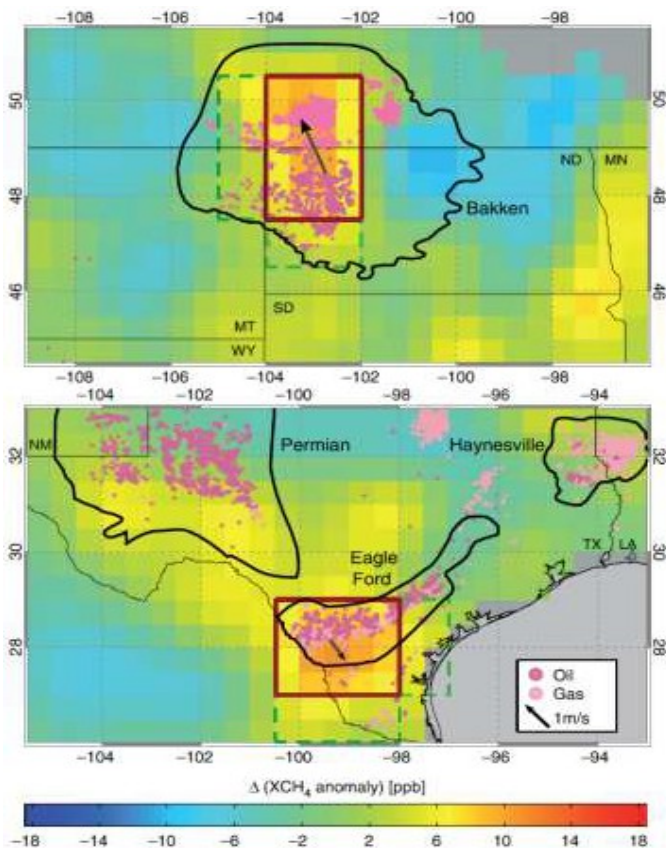 −108 −106 −104 −102 −100 −98 −96
50
48
46
50
48
46
ND MN
Bakken
SD
MT
WY
−108 −106 −104 −102 −100 −98 −96
−104 −102 −100 −98 −96 −94
NM
Permian
Haynesville
32
30
28
32
30
28
TX LA
Eagle
Ford
Oil
Gas
1m/s
−104 −102 −100 −98 −96 −94
Δ (XCH₄ anomaly) [ppb]
−18 −14 −10 −6 −2 2 6 10 14 18